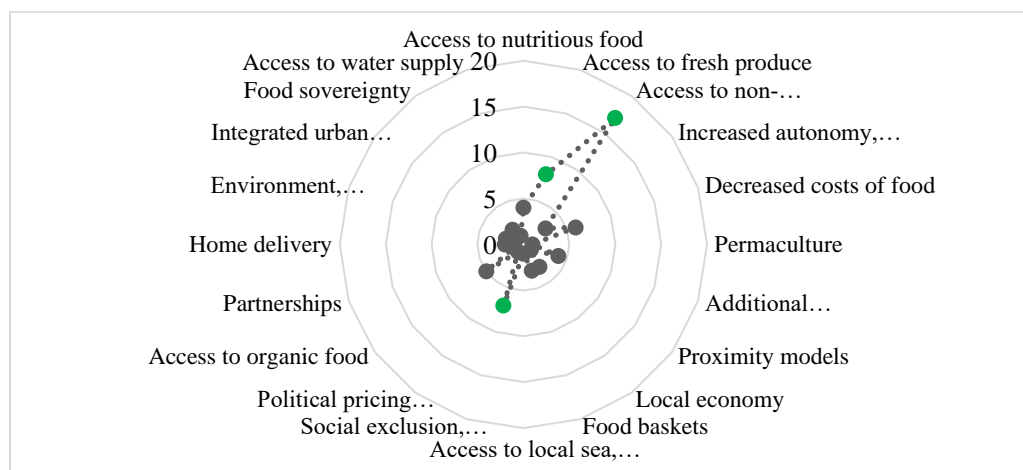 Access to nutritious food
Access to water supply
20
Access to fresh produce
Food sovereignty
Access to non-…
15
Integrated urban…
Increased autonomy,…
10
Environment,…
Decreased costs of food
5
Home delivery
0
Permaculture
Partnerships
Additional…
Access to organic food
Proximity models
Political pricing…
Local economy
Social exclusion,…
Food baskets
Access to local sea,…